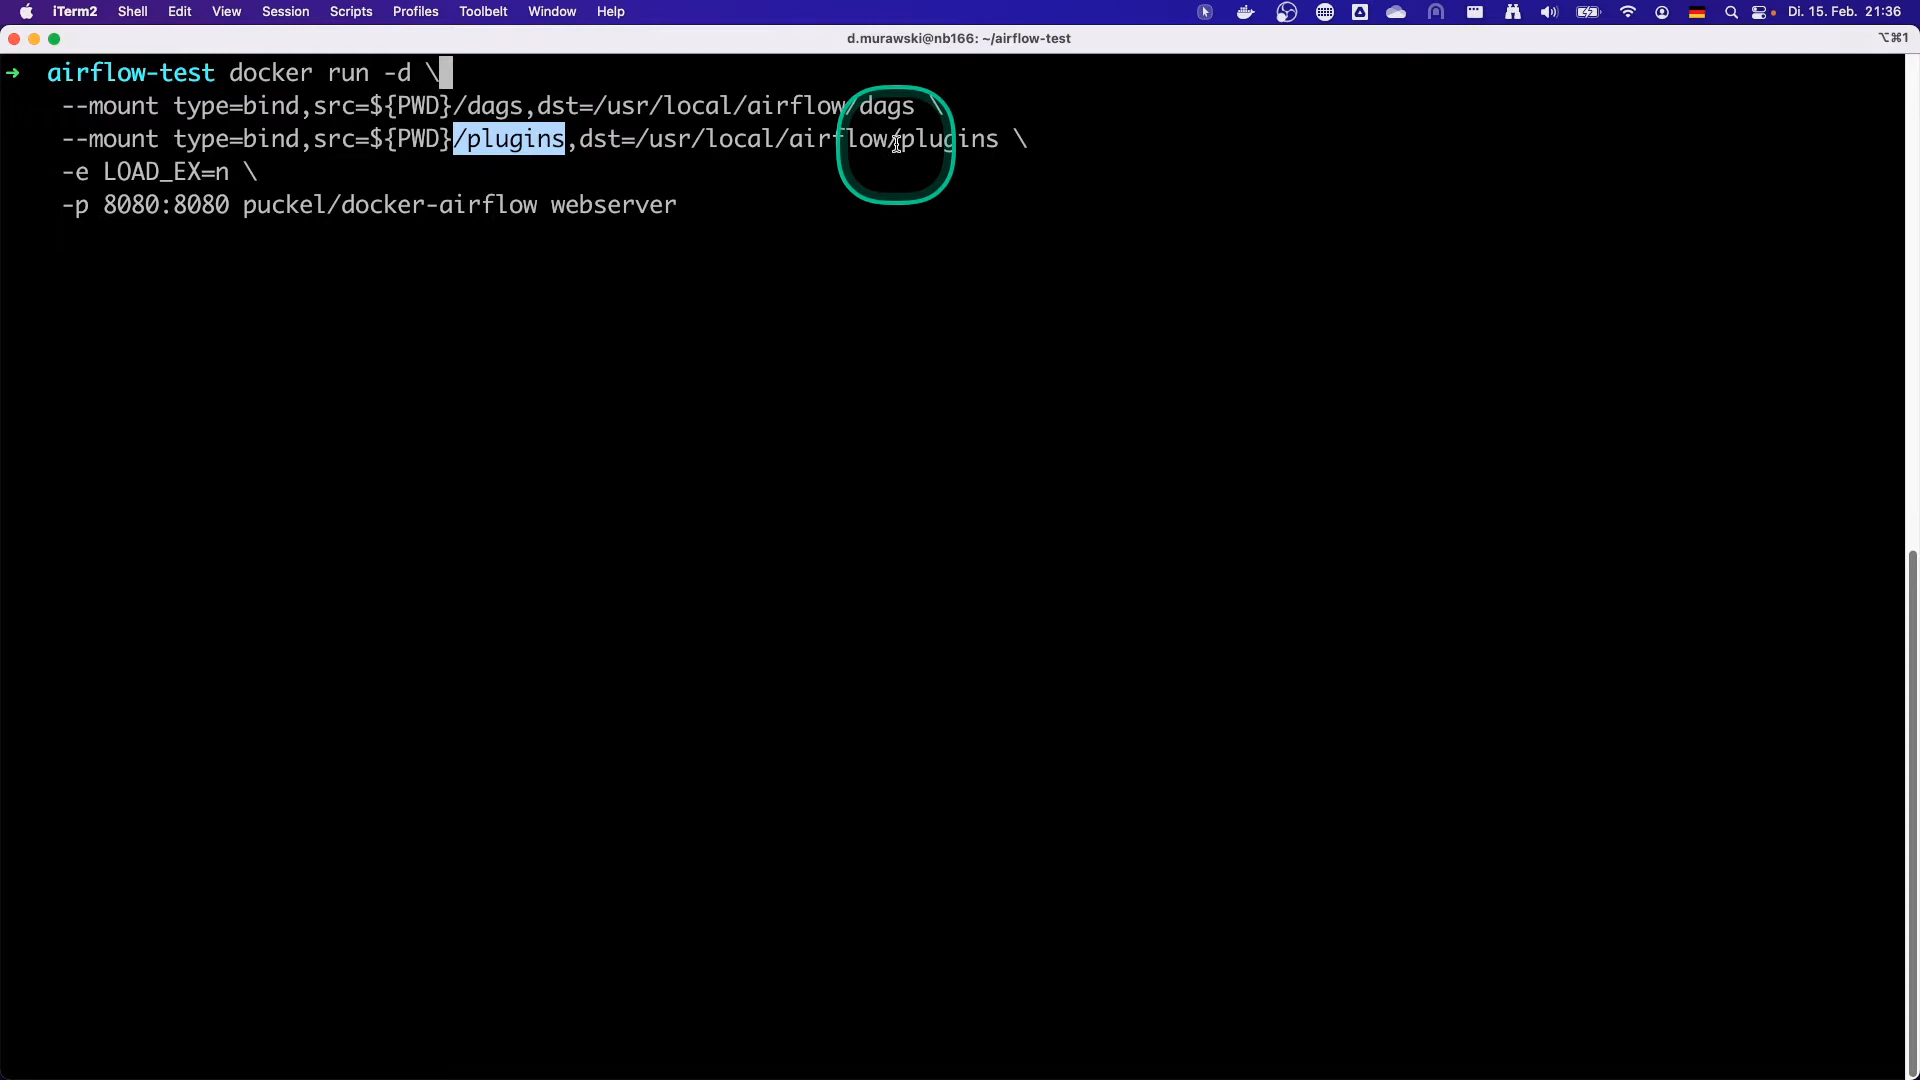 iTerm2 Shell Edit View Session Scripts Profiles Toolbelt Window Help Di. 15. Feb. 21:36
d.murawski@nb166: ~/airflow-test ⌥⌘1
➜ airflow-test docker run -d \
--mount type=bind,src=${PWD}/dags,dst=/usr/local/airflow/dags \
--mount type=bind,src=${PWD}/plugins,dst=/usr/local/airflow/plugins \
-e LOAD_EX=n \
-p 8080:8080 puckel/docker-airflow webserver